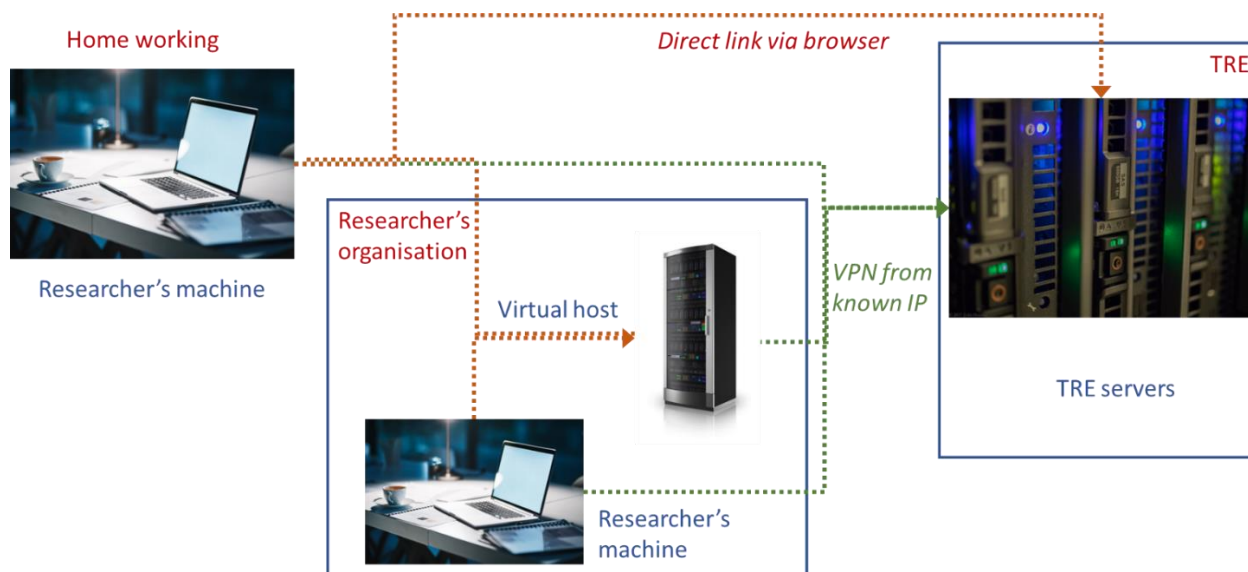 Home working
Direct link via browser
TRE
Researcher's
organisation
Researcher's machine
Virtual host
VPN from
known IP
TRE servers
Researcher's
machine